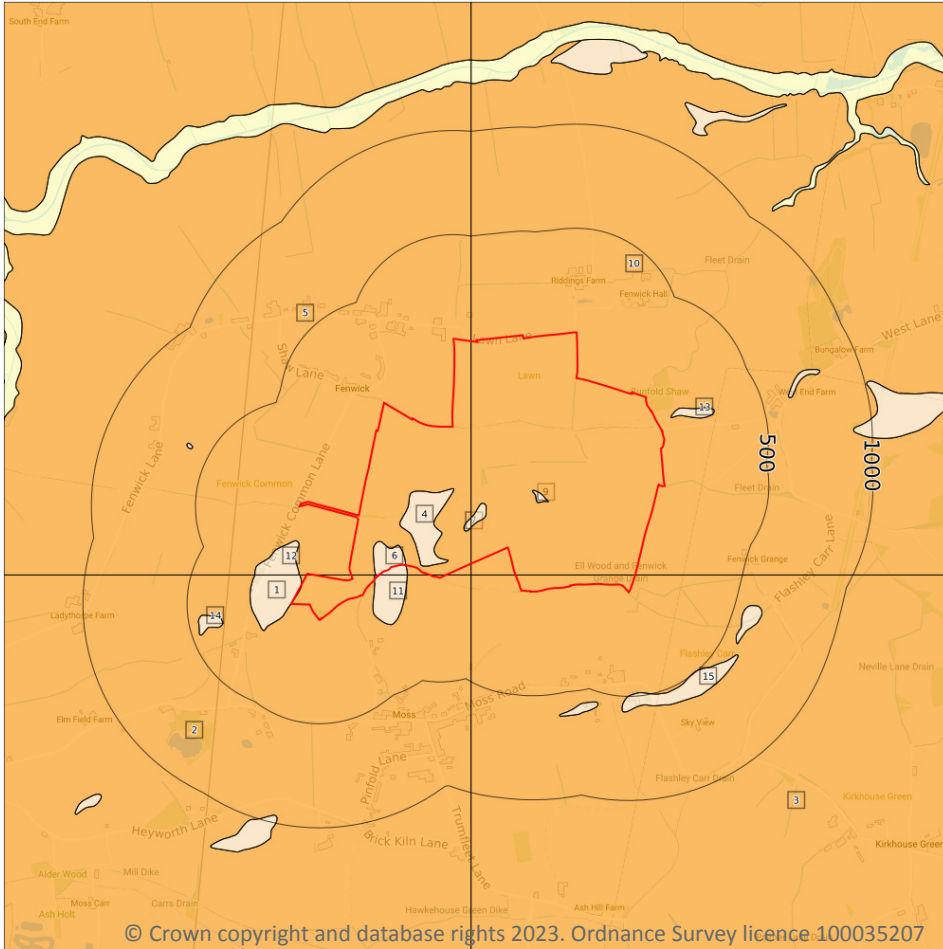 South End Farm
10
Fleet Drain
Riddings Farm
Fenwick Hall
5
Lawn Lane
West Lane
Shaw Lane
Bungalow Farm
Fenwick
Lawn
Bunfold Shaw
West End Farm
13
500
1000
Fenwick Lane
Fenwick Common
Fenwick Common Lane
Fleet Drain
9
4
Flashley Carr Lane
12
6
Fenwick Grange
Ell Wood and Fenwick
Grange Drain
1
11
Ladythorpe Farm
14
Flashley Carr
Neville Lane Drain
15
Moss Road
Elm Field Farm
Moss
Sky View
2
Pinfold Lane
Flashley Carr Drain
3
Kirkhouse Green
Heyworth Lane
Trumfleet Lane
Brick Kiln Lane
Kirkhouse Green
Alder Wood
Mill Dike
Moss Carr
Carrs Drain
Ash Holt
Hawkehouse Green Dike
Ash Hill Farm
© Crown copyright and database rights 2023. Ordnance Survey licence 100035207